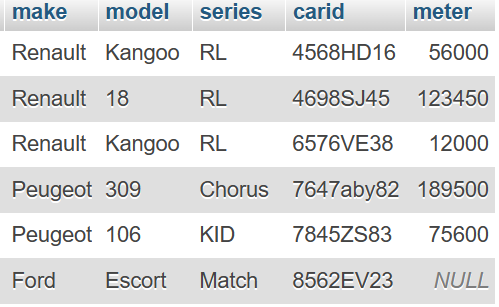 make model series carid meter
Renault Kangoo RL 4568HD16 56000
Renault 18 RL 4698SJ45 123450
Renault Kangoo RL 6576VE38 12000
Peugeot 309 Chorus 7647aby82 189500
Peugeot 106 KID 7845ZS83 75600
Ford Escort Match 8562EV23 NULL